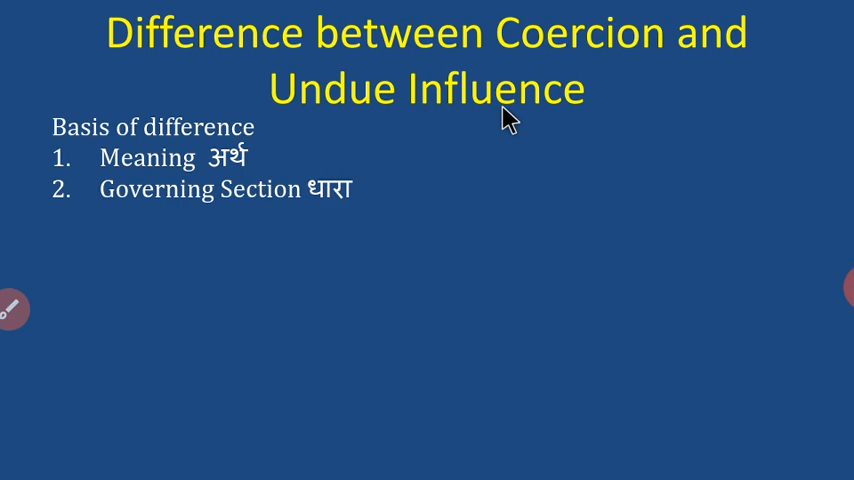 Difference between Coercion and
Undue Influence
Basis of difference
1. Meaning अर्थ
2. Governing Section धारा